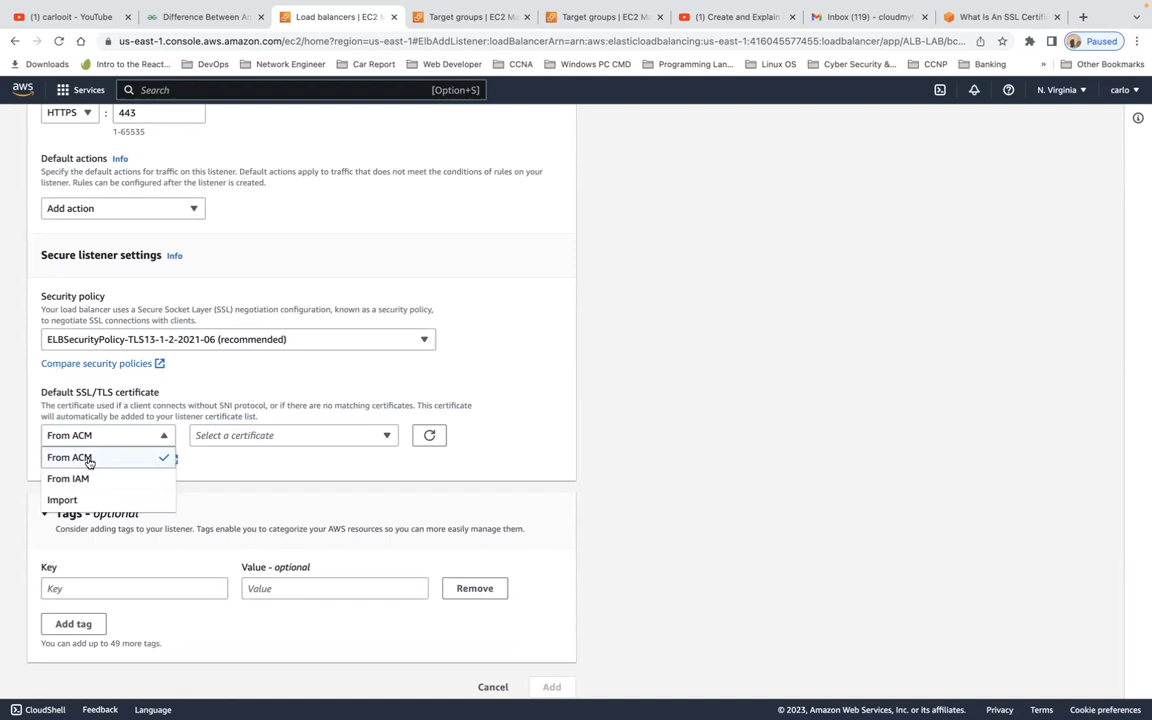 (1) carlooit - YouTube
Difference Between An
Load balancers | EC2 M
Target groups | EC2 Ma
Target groups | EC2 Ma
(1) Create and Explain
Inbox (119) - cloudmyl
What Is An SSL Certific
us-east-1.console.aws.amazon.com/ec2/home?region=us-east-1#ElbAddListener:loadBalancerArn=arn:aws:elasticloadbalancing:us-east-1:416045577455:loadbalancer/app/ALB-LAB/bc...
Paused
Downloads
Intro to the React...
DevOps
Network Engineer
Car Report
Web Developer
CCNA
Windows PC CMD
Programming Lan...
Linux OS
Cyber Security &...
CCNP
Banking
»
Other Bookmarks
aws
Services
Search
[Option+S]
N. Virginia
carlo
HTTPS
:
443
1-65535
Default actions Info
Specify the default actions for traffic on this listener. Default actions apply to traffic that does not meet the conditions of rules on your
listener. Rules can be configured after the listener is created.
Add action
Secure listener settings Info
Security policy
Your load balancer uses a Secure Socket Layer (SSL) negotiation configuration, known as a security policy,
to negotiate SSL connections with clients.
ELBSecurityPolicy-TLS13-1-2-2021-06 (recommended)
Compare security policies
Default SSL/TLS certificate
The certificate used if a client connects without SNI protocol, or if there are no matching certificates. This certificate
will automatically be added to your listener certificate list.
From ACM
Select a certificate
From ACM
From IAM
Import
Tags - optional
Consider adding tags to your listener. Tags enable you to categorize your AWS resources so you can more easily manage them.
Key
Value - optional
Key
Value
Remove
Add tag
You can add up to 49 more tags.
Cancel
Add
CloudShell
Feedback
Language
© 2023, Amazon Web Services, Inc. or its affiliates.
Privacy
Terms
Cookie preferences